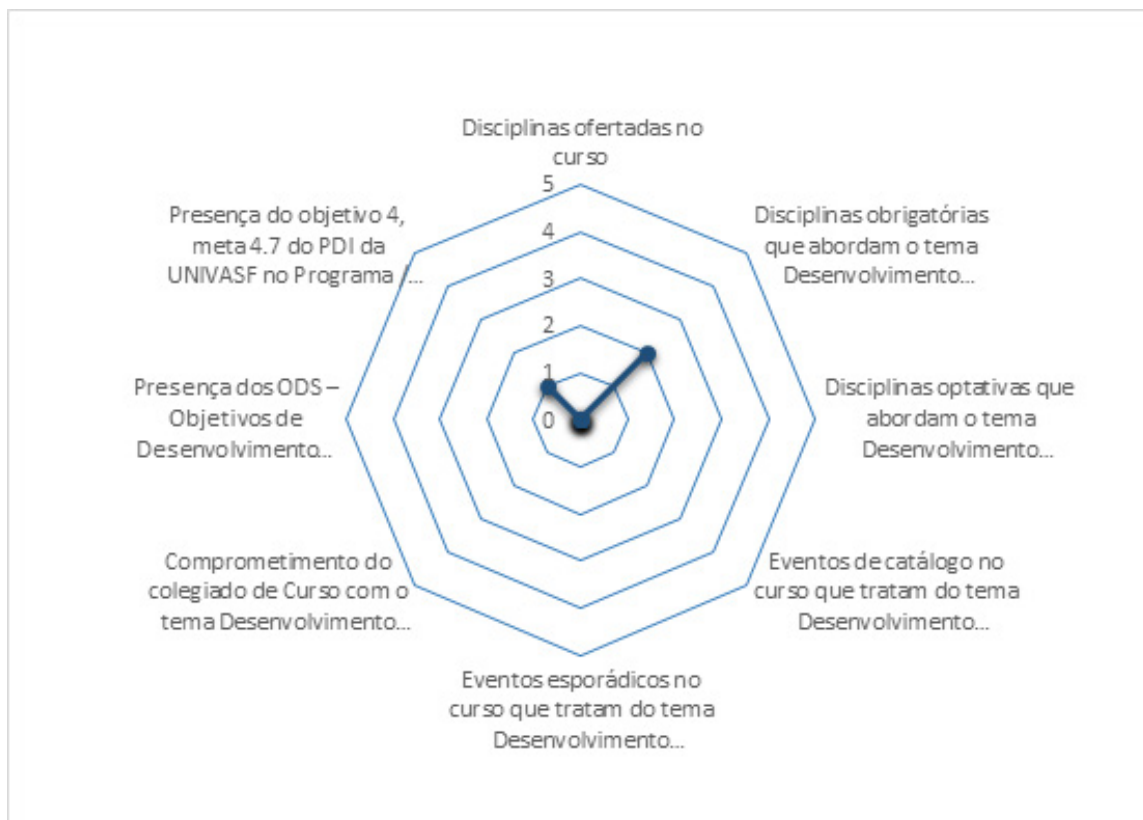 Disciplinas ofertadas no
curso
5
4
3
2
1
0
Disciplinas obrigatórias
que abordam o tema
Desenvolvimento...
Disciplinas optativas que
abordam o tema
Desenvolvimento...
Eventos de catálogo no
curso que tratam do tema
Desenvolvimento...
Eventos esporádicos no
curso que tratam do tema
Desenvolvimento...
Comprometimento do
colegiado de Curso com o
tema Desenvolvimento...
Presença dos ODS –
Objetivos de
Desenvolvimento...
Presença do objetivo 4,
meta 4.7 do PDI da
UNIVASF no Programa /...